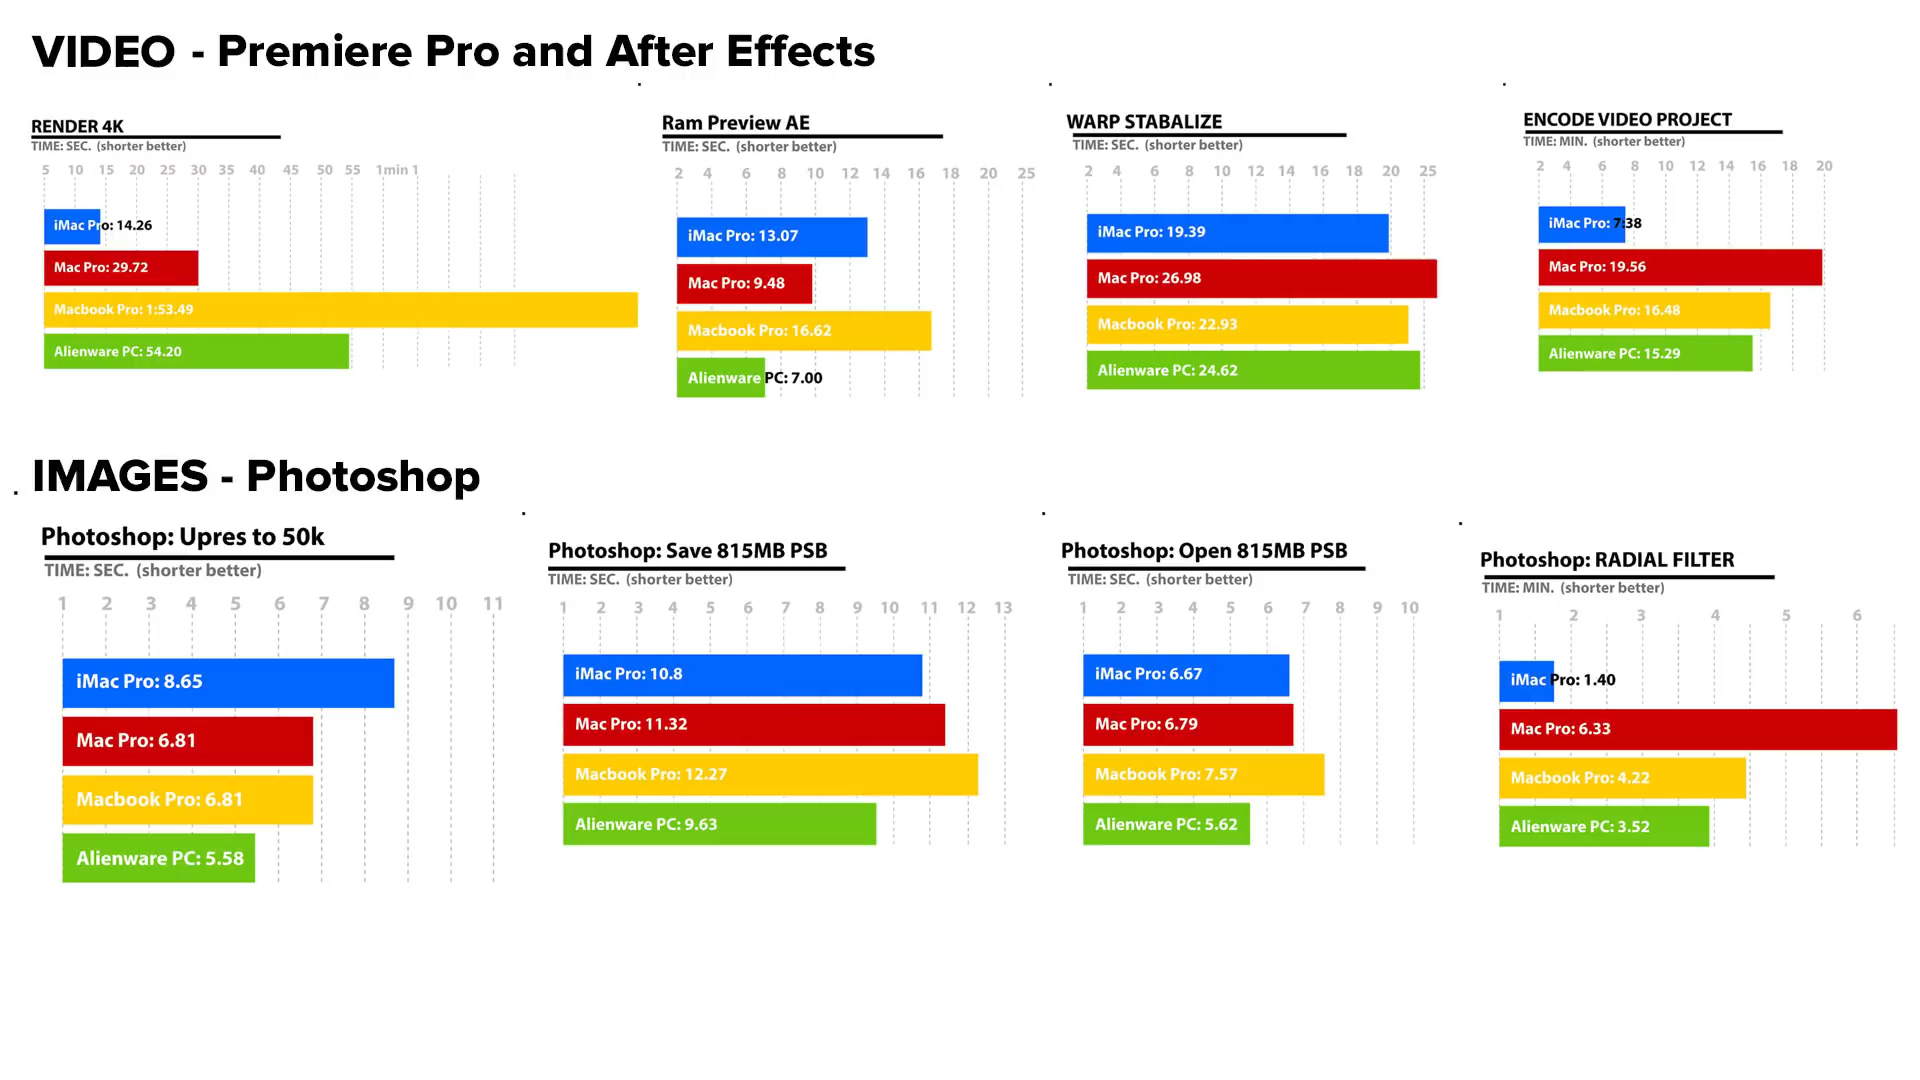 VIDEO - Premiere Pro and After Effects
RENDER 4K
TIME: SEC. (shorter better)
5 10 15 20 25 30 35 40 45 50 55 1min 1
iMac Pro: 14.26
Mac Pro: 29.72
Macbook Pro: 1:53.49
Alienware PC: 54.20
Ram Preview AE
TIME: SEC. (shorter better)
2 4 6 8 10 12 14 16 18 20 25
iMac Pro: 13.07
Mac Pro: 9.48
Macbook Pro: 16.62
Alienware PC: 7.00
WARP STABALIZE
TIME: SEC. (shorter better)
2 4 6 8 10 12 14 16 18 20 25
iMac Pro: 19.39
Mac Pro: 26.98
Macbook Pro: 22.93
Alienware PC: 24.62
ENCODE VIDEO PROJECT
TIME: MIN. (shorter better)
2 4 6 8 10 12 14 16 18 20
iMac Pro: 7:38
Mac Pro: 19.56
Macbook Pro: 16.48
Alienware PC: 15.29
IMAGES - Photoshop
Photoshop: Upres to 50k
TIME: SEC. (shorter better)
1 2 3 4 5 6 7 8 9 10 11
iMac Pro: 8.65
Mac Pro: 6.81
Macbook Pro: 6.81
Alienware PC: 5.58
Photoshop: Save 815MB PSB
TIME: SEC. (shorter better)
1 2 3 4 5 6 7 8 9 10 11 12 13
iMac Pro: 10.8
Mac Pro: 11.32
Macbook Pro: 12.27
Alienware PC: 9.63
Photoshop: Open 815MB PSB
TIME: SEC. (shorter better)
1 2 3 4 5 6 7 8 9 10
iMac Pro: 6.67
Mac Pro: 6.79
Macbook Pro: 7.57
Alienware PC: 5.62
Photoshop: RADIAL FILTER
TIME: MIN. (shorter better)
1 2 3 4 5 6
iMac Pro: 1.40
Mac Pro: 6.33
Macbook Pro: 4.22
Alienware PC: 3.52